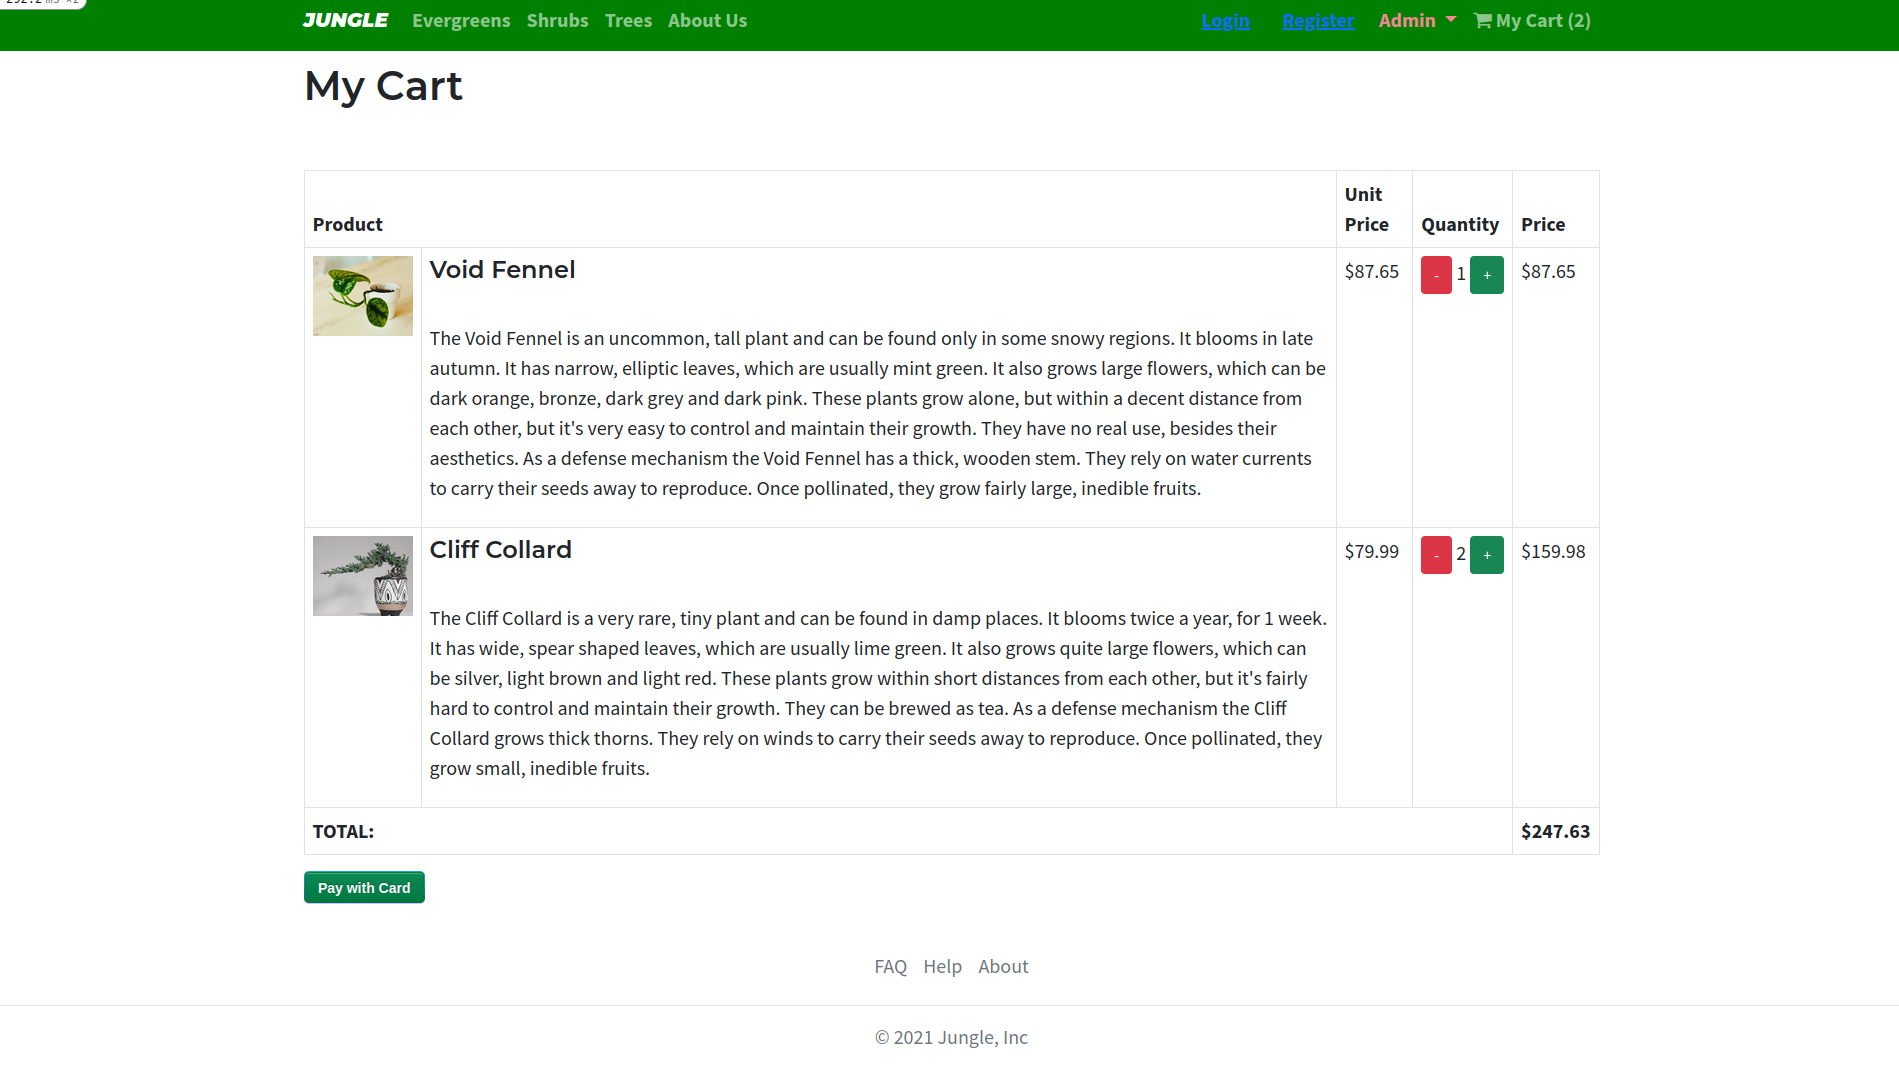 JUNGLE Evergreens Shrubs Trees About Us Login Register Admin My Cart (2)
My Cart
Product Unit Price Quantity Price
Void Fennel $87.65 - 1 + $87.65
The Void Fennel is an uncommon, tall plant and can be found only in some snowy regions. It blooms in late
autumn. It has narrow, elliptic leaves, which are usually mint green. It also grows large flowers, which can be
dark orange, bronze, dark grey and dark pink. These plants grow alone, but within a decent distance from
each other, but it's very easy to control and maintain their growth. They have no real use, besides their
aesthetics. As a defense mechanism the Void Fennel has a thick, wooden stem. They rely on water currents
to carry their seeds away to reproduce. Once pollinated, they grow fairly large, inedible fruits.
Cliff Collard $79.99 - 2 + $159.98
The Cliff Collard is a very rare, tiny plant and can be found in damp places. It blooms twice a year, for 1 week.
It has wide, spear shaped leaves, which are usually lime green. It also grows quite large flowers, which can
be silver, light brown and light red. These plants grow within short distances from each other, but it's fairly
hard to control and maintain their growth. They can be brewed as tea. As a defense mechanism the Cliff
Collard grows thick thorns. They rely on winds to carry their seeds away to reproduce. Once pollinated, they
grow small, inedible fruits.
TOTAL: $247.63
Pay with Card
FAQ Help About
© 2021 Jungle, Inc